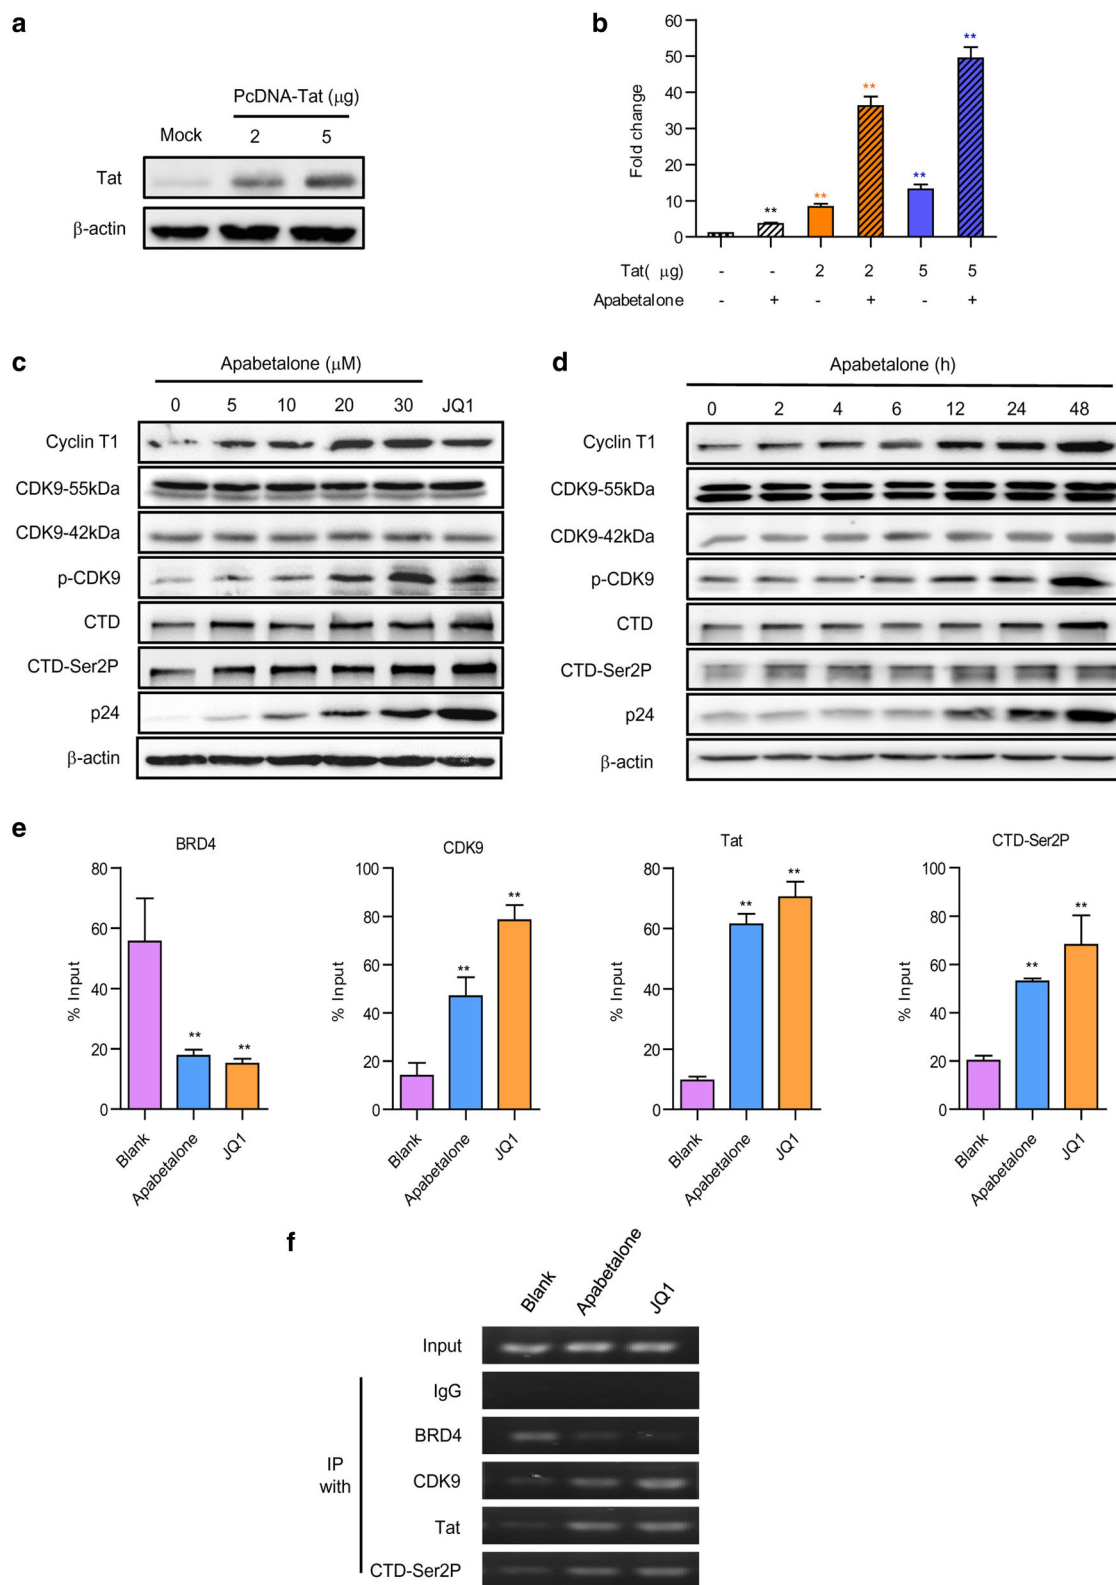 a
PcDNA-Tat (μg)
Mock 2 5
Tat
β-actin
b
Fold change
60
50
40
30
20
10
0
** ** ** ** **
Tat( μg) - - 2 2 5 5
Apabetalone - + - + - +
c
Apabetalone (μM)
0 5 10 20 30 JQ1
Cyclin T1
CDK9-55kDa
CDK9-42kDa
p-CDK9
CTD
CTD-Ser2P
p24
β-actin
d
Apabetalone (h)
0 2 4 6 12 24 48
Cyclin T1
CDK9-55kDa
CDK9-42kDa
p-CDK9
CTD
CTD-Ser2P
p24
β-actin
e
BRD4
% Input
80
60
40
20
0
** **
Blank Apabetalone JQ1
CDK9
% Input
100
80
60
40
20
0
** **
Blank Apabetalone JQ1
Tat
% Input
80
60
40
20
0
** **
Blank Apabetalone JQ1
CTD-Ser2P
% Input
100
80
60
40
20
0
** **
Blank Apabetalone JQ1
f
Blank Apabetalone JQ1
Input
IP with
IgG
BRD4
CDK9
Tat
CTD-Ser2P